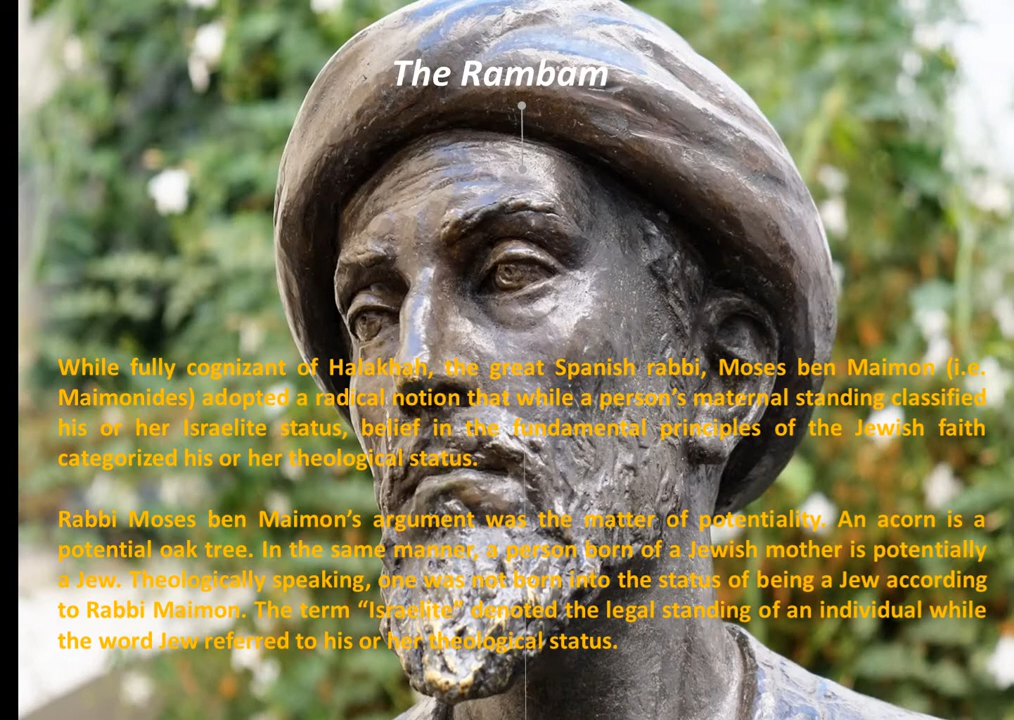 The Rambam
While fully cognizant of Halakhah, the great Spanish rabbi, Moses ben Maimon (i.e.
Maimonides) adopted a radical notion that while a person’s maternal standing classified
his or her Israelite status, belief in the fundamental principles of the Jewish faith
categorized his or her theological status.
Rabbi Moses ben Maimon’s argument was the matter of potentiality. An acorn is a
potential oak tree. In the same manner, a person born of a Jewish mother is potentially
a Jew. Theologically speaking, one was not born into the status of being a Jew according
to Rabbi Maimon. The term “Israelite” denoted the legal standing of an individual while
the word Jew referred to his or her theological status.